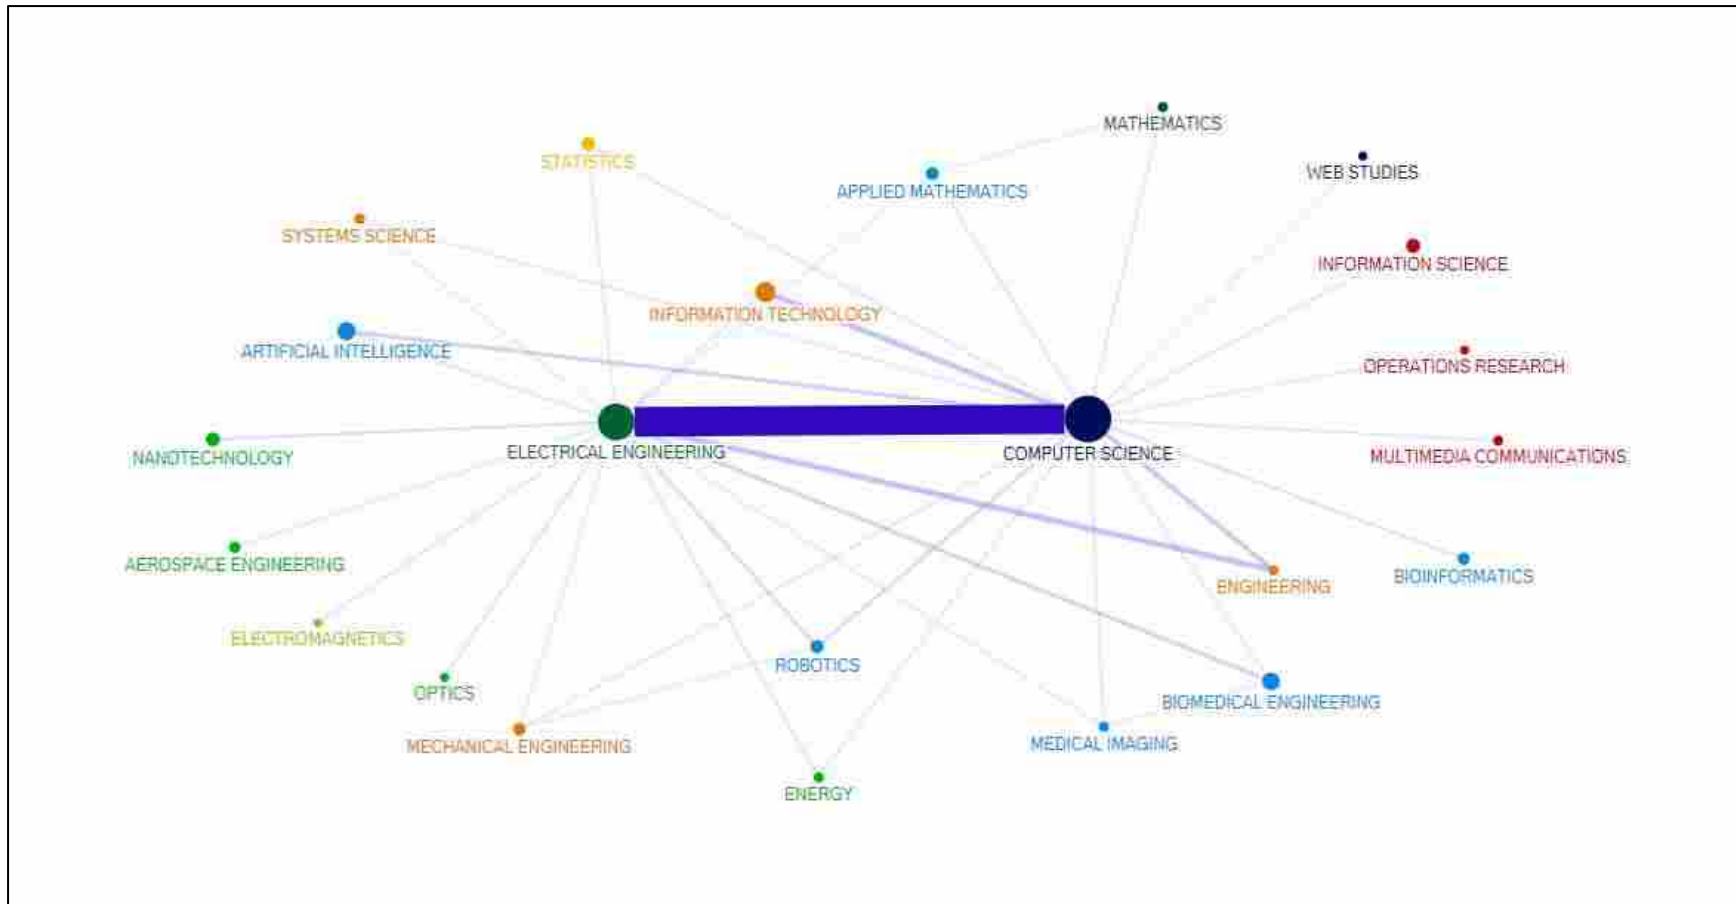 MATHEMATICS
STATISTICS
WEB STUDIES
APPLIED MATHEMATICS
SYSTEMS SCIENCE
INFORMATION SCIENCE
INFORMATION TECHNOLOGY
ARTIFICIAL INTELLIGENCE
OPERATIONS RESEARCH
ELECTRICAL ENGINEERING
COMPUTER SCIENCE
NANOTECHNOLOGY
MULTIMEDIA COMMUNICATIONS
AEROSPACE ENGINEERING
BIOINFORMATICS
ENGINEERING
ELECTROMAGNETICS
ROBOTICS
OPTICS
BIOMEDICAL ENGINEERING
MECHANICAL ENGINEERING
MEDICAL IMAGING
ENERGY